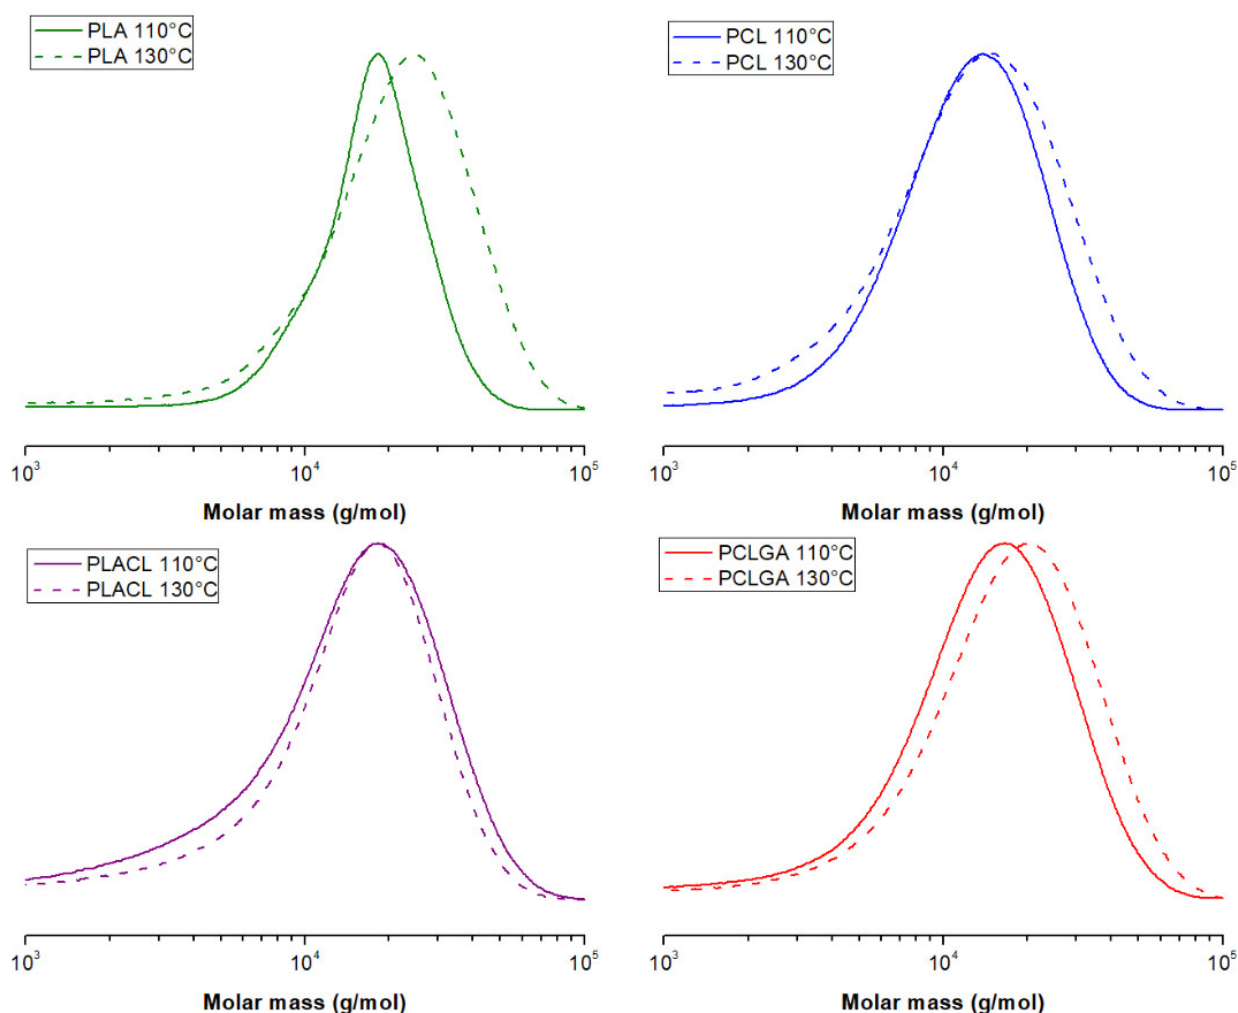 PLA 110°C
PLA 130°C
10³ 10⁴ 10⁵
Molar mass (g/mol)
PCL 110°C
PCL 130°C
10³ 10⁴ 10⁵
Molar mass (g/mol)
PLACL 110°C
PLACL 130°C
10³ 10⁴ 10⁵
Molar mass (g/mol)
PCLGA 110°C
PCLGA 130°C
10³ 10⁴ 10⁵
Molar mass (g/mol)